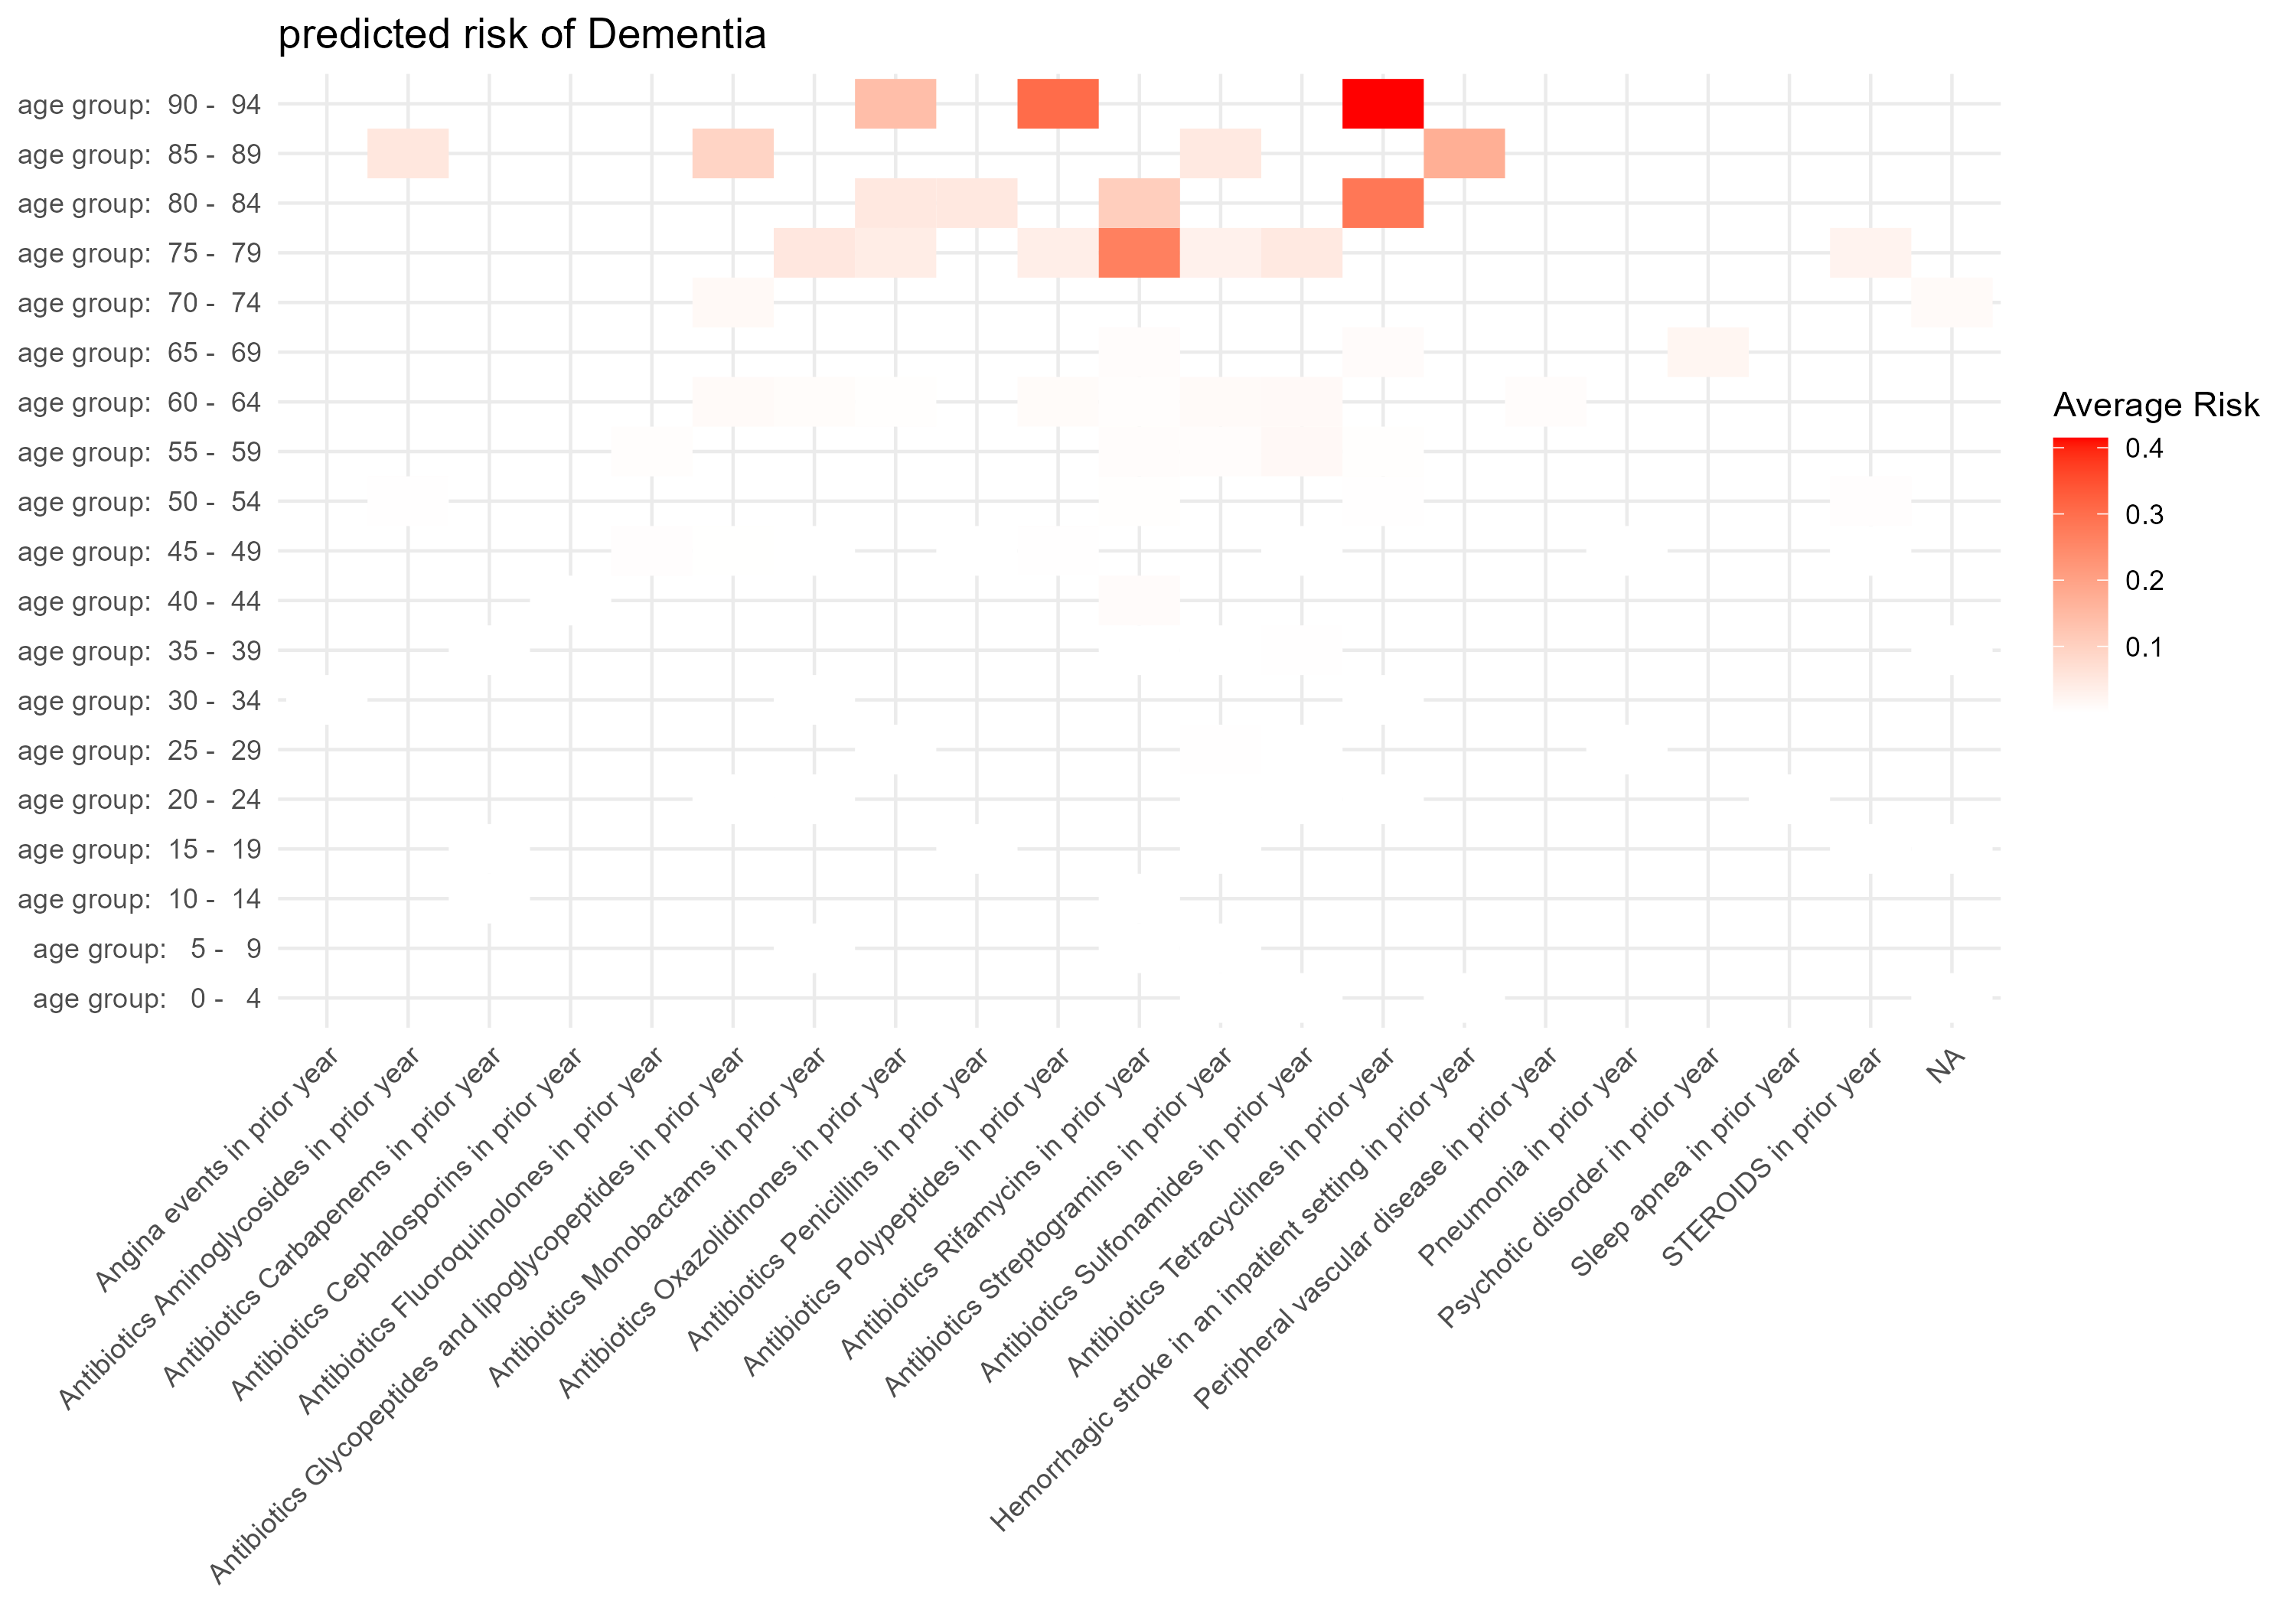 predicted risk of Dementia
age group:  90 -  94
age group:  85 -  89
age group:  80 -  84
age group:  75 -  79
age group:  70 -  74
age group:  65 -  69
age group:  60 -  64
age group:  55 -  59
age group:  50 -  54
age group:  45 -  49
age group:  40 -  44
age group:  35 -  39
age group:  30 -  34
age group:  25 -  29
age group:  20 -  24
age group:  15 -  19
age group:  10 -  14
age group:   5 -   9
age group:   0 -   4
Angina events in prior year
Antibiotics Aminoglycosides in prior year
Antibiotics Carbapenems in prior year
Antibiotics Cephalosporins in prior year
Antibiotics Fluoroquinolones in prior year
Antibiotics Glycopeptides and lipoglycopeptides in prior year
Antibiotics Monobactams in prior year
Antibiotics Oxazolidinones in prior year
Antibiotics Penicillins in prior year
Antibiotics Polypeptides in prior year
Antibiotics Rifamycins in prior year
Antibiotics Streptogramins in prior year
Antibiotics Sulfonamides in prior year
Antibiotics Tetracyclines in prior year
Hemorrhagic stroke in an inpatient setting in prior year
Peripheral vascular disease in prior year
Pneumonia in prior year
Psychotic disorder in prior year
Sleep apnea in prior year
STEROIDS in prior year
NA
Average Risk
0.4
0.3
0.2
0.1